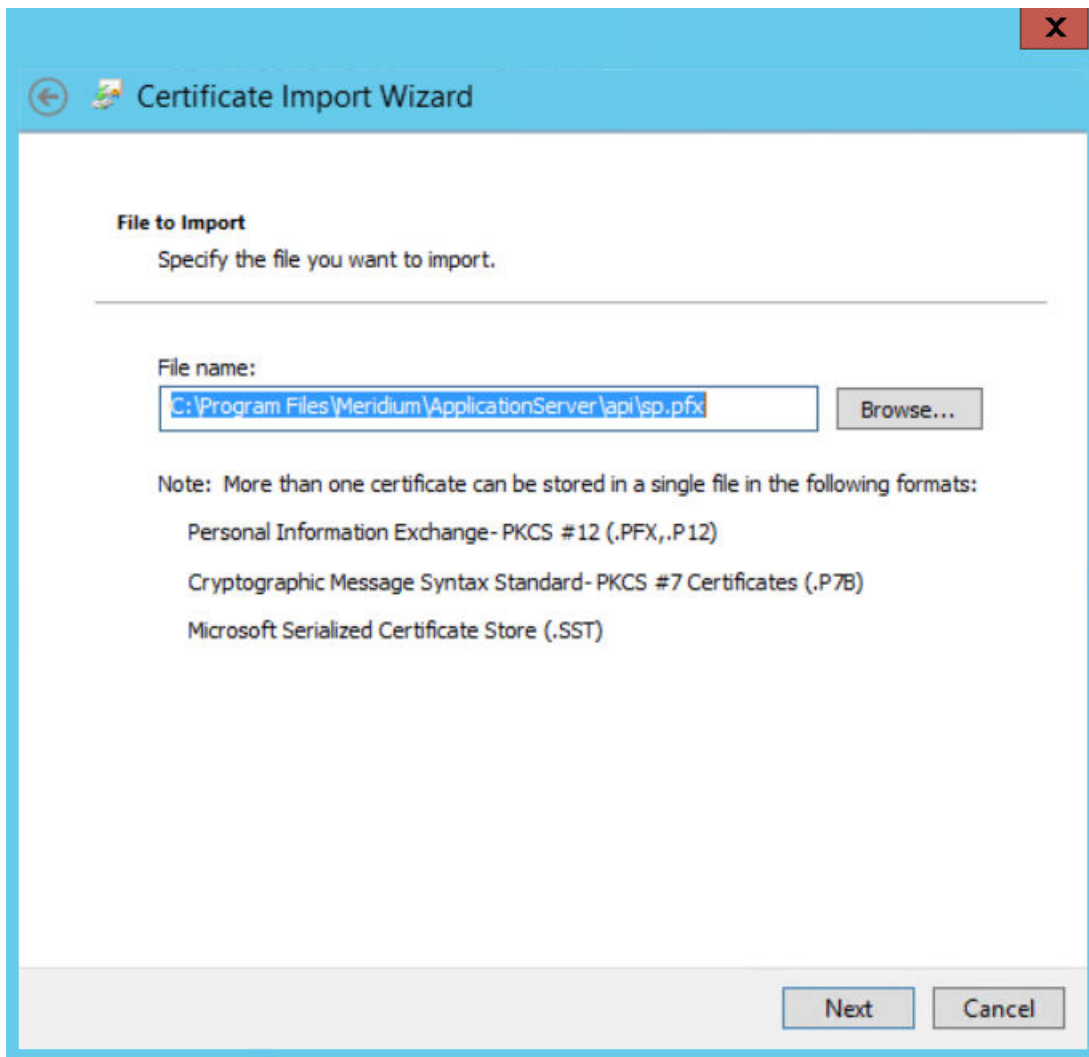 X
Certificate Import Wizard
File to Import
Specify the file you want to import.
File name:
C:\Program Files\Meridium\ApplicationServer\api\sp.pfx
Browse...
Note: More than one certificate can be stored in a single file in the following formats:
Personal Information Exchange- PKCS #12 (.PFX,.P12)
Cryptographic Message Syntax Standard- PKCS #7 Certificates (.P7B)
Microsoft Serialized Certificate Store (.SST)
Next
Cancel